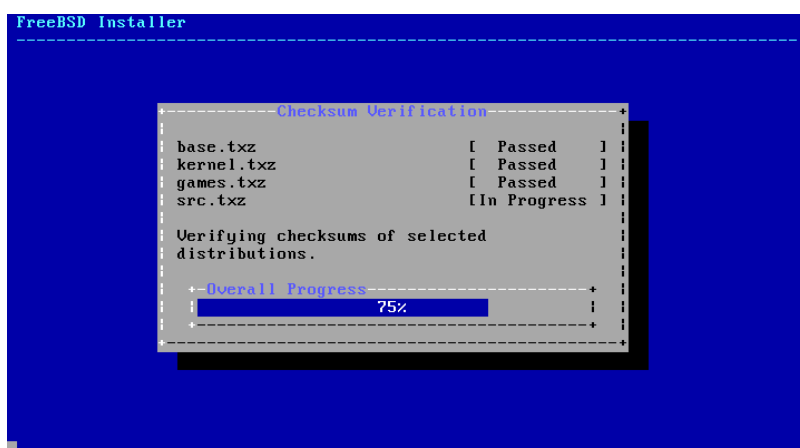 FreeBSD Installer
Checksum Verification
base.txz [ Passed ]
kernel.txz [ Passed ]
games.txz [ Passed ]
src.txz [In Progress ]
Verifying checksums of selected
distributions.
Overall Progress
75%